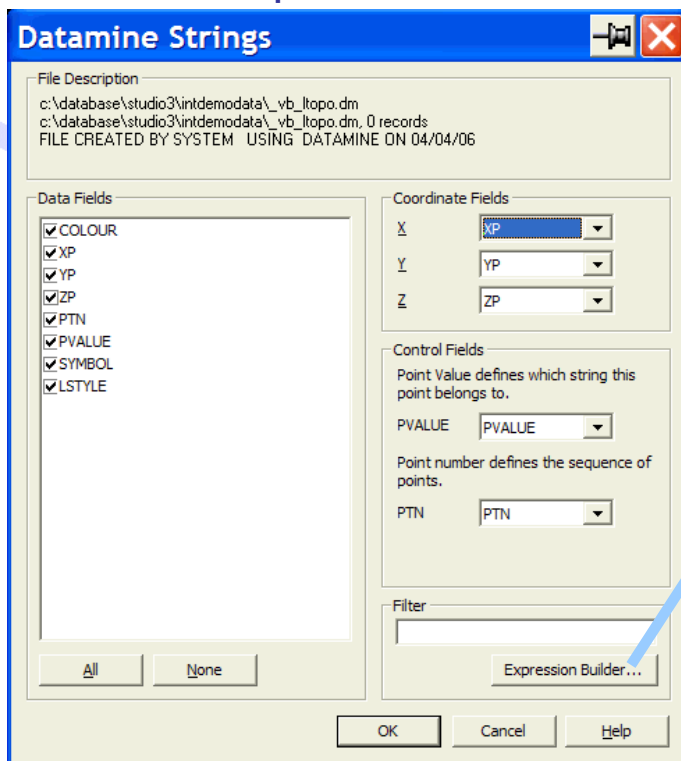 Datamine Strings
File Description
c:\database\studio3\intdemodata\_vb_ltopo.dm
c:\database\studio3\intdemodata\_vb_ltopo.dm, 0 records
FILE CREATED BY SYSTEM USING DATAMINE ON 04/04/06
Data Fields
COLOUR
XP
YP
ZP
PTN
PVALUE
SYMBOL
LSTYLE
All
None
Coordinate Fields
X
XP
Y
YP
Z
ZP
Control Fields
Point Value defines which string this
point belongs to.
PVALUE
PVALUE
Point number defines the sequence of
points.
PTN
PTN
Filter
Expression Builder...
OK
Cancel
Help